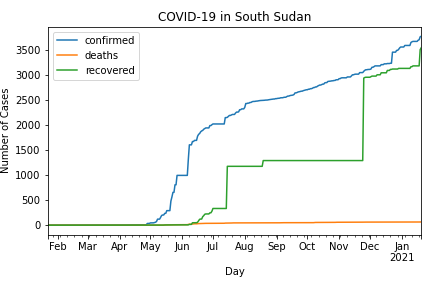 COVID-19 in South Sudan
confirmed
deaths
recovered
Number of Cases
3500
3000
2500
2000
1500
1000
500
0
Feb Mar Apr May Jun Jul Aug Sep Oct Nov Dec Jan
2021
Day